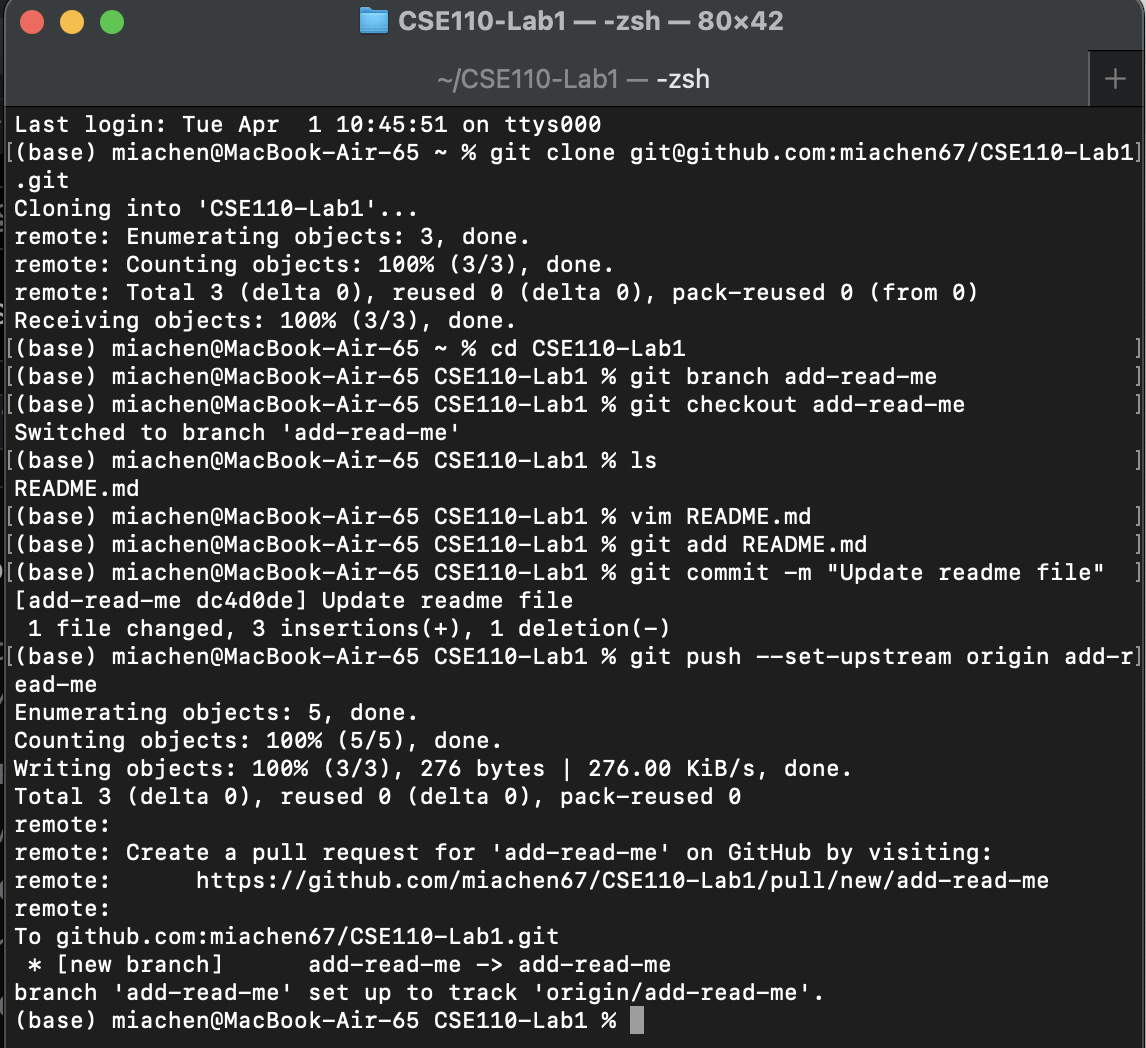 CSE110-Lab1 — -zsh — 80×42
~/CSE110-Lab1 — -zsh
+
Last login: Tue Apr  1 10:45:51 on ttys000
[(base) miachen@MacBook-Air-65 ~ % git clone git@github.com:miachen67/CSE110-Lab1]
.git
Cloning into 'CSE110-Lab1'...
remote: Enumerating objects: 3, done.
remote: Counting objects: 100% (3/3), done.
remote: Total 3 (delta 0), reused 0 (delta 0), pack-reused 0 (from 0)
Receiving objects: 100% (3/3), done.
[(base) miachen@MacBook-Air-65 ~ % cd CSE110-Lab1 ]
[(base) miachen@MacBook-Air-65 CSE110-Lab1 % git branch add-read-me ]
[(base) miachen@MacBook-Air-65 CSE110-Lab1 % git checkout add-read-me ]
Switched to branch 'add-read-me'
[(base) miachen@MacBook-Air-65 CSE110-Lab1 % ls ]
README.md
[(base) miachen@MacBook-Air-65 CSE110-Lab1 % vim README.md ]
[(base) miachen@MacBook-Air-65 CSE110-Lab1 % git add README.md ]
[(base) miachen@MacBook-Air-65 CSE110-Lab1 % git commit -m "Update readme file" ]
[add-read-me dc4d0de] Update readme file
 1 file changed, 3 insertions(+), 1 deletion(-)
[(base) miachen@MacBook-Air-65 CSE110-Lab1 % git push --set-upstream origin add-r]
ead-me
Enumerating objects: 5, done.
Counting objects: 100% (5/5), done.
Writing objects: 100% (3/3), 276 bytes | 276.00 KiB/s, done.
Total 3 (delta 0), reused 0 (delta 0), pack-reused 0
remote:
remote: Create a pull request for 'add-read-me' on GitHub by visiting:
remote:      https://github.com/miachen67/CSE110-Lab1/pull/new/add-read-me
remote:
To github.com:miachen67/CSE110-Lab1.git
 * [new branch]      add-read-me -> add-read-me
branch 'add-read-me' set up to track 'origin/add-read-me'.
(base) miachen@MacBook-Air-65 CSE110-Lab1 %